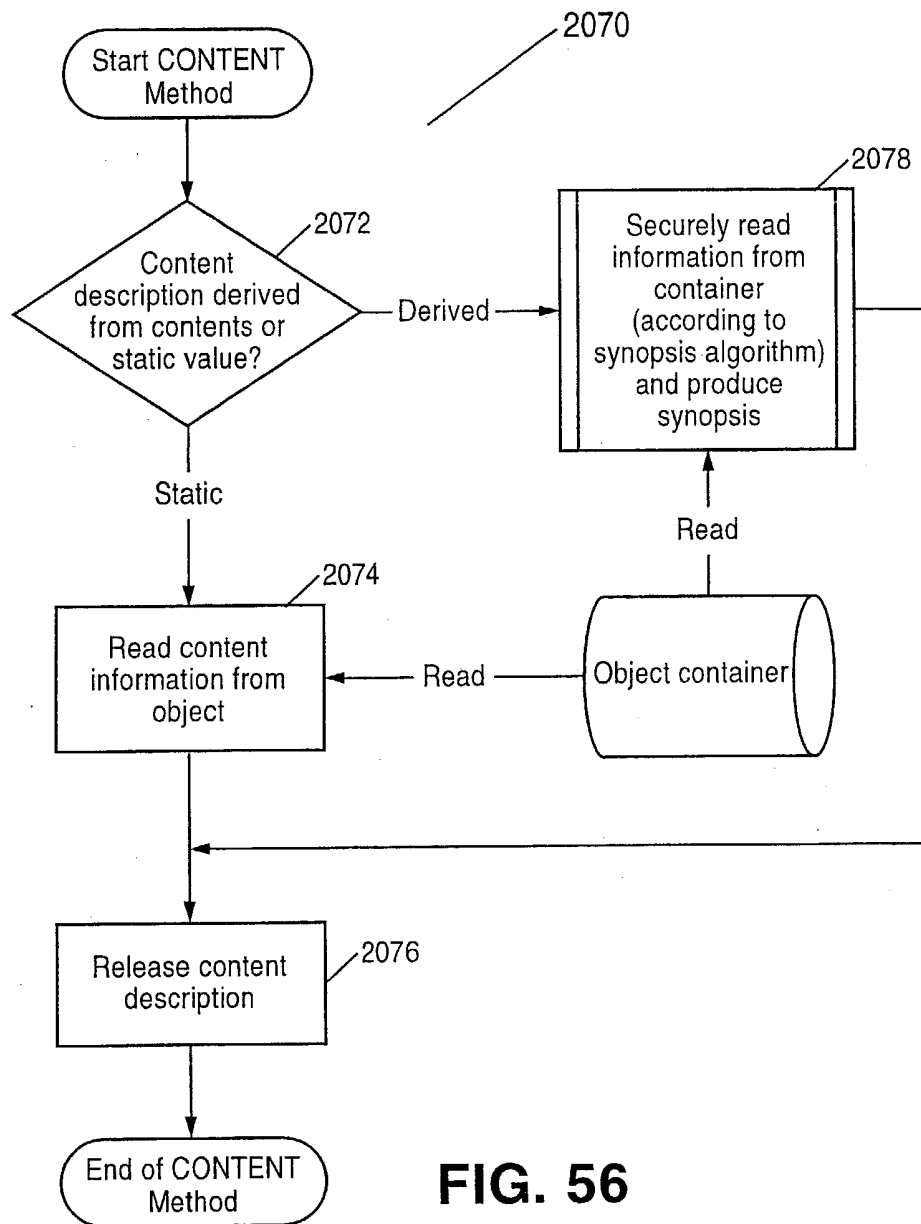 2070
Start CONTENT
Method
2072
Content
description derived
from contents or
static value?
Derived
2078
Securely read
information from
container
(according to
synopsis algorithm)
and produce
synopsis
Static
Read
2074
Read content
information from
object
Read
Object container
2076
Release content
description
End of CONTENT
Method
FIG. 56